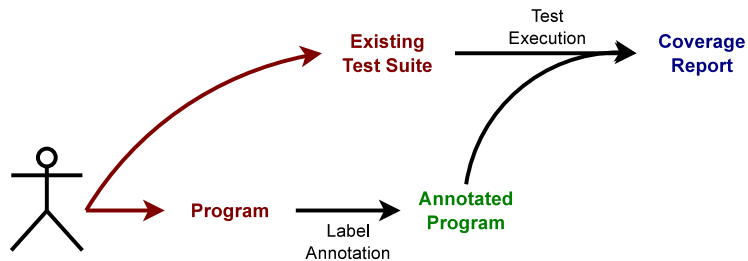 Existing
Test Suite
Test
Execution
Coverage
Report
Program
Label
Annotation
Annotated
Program